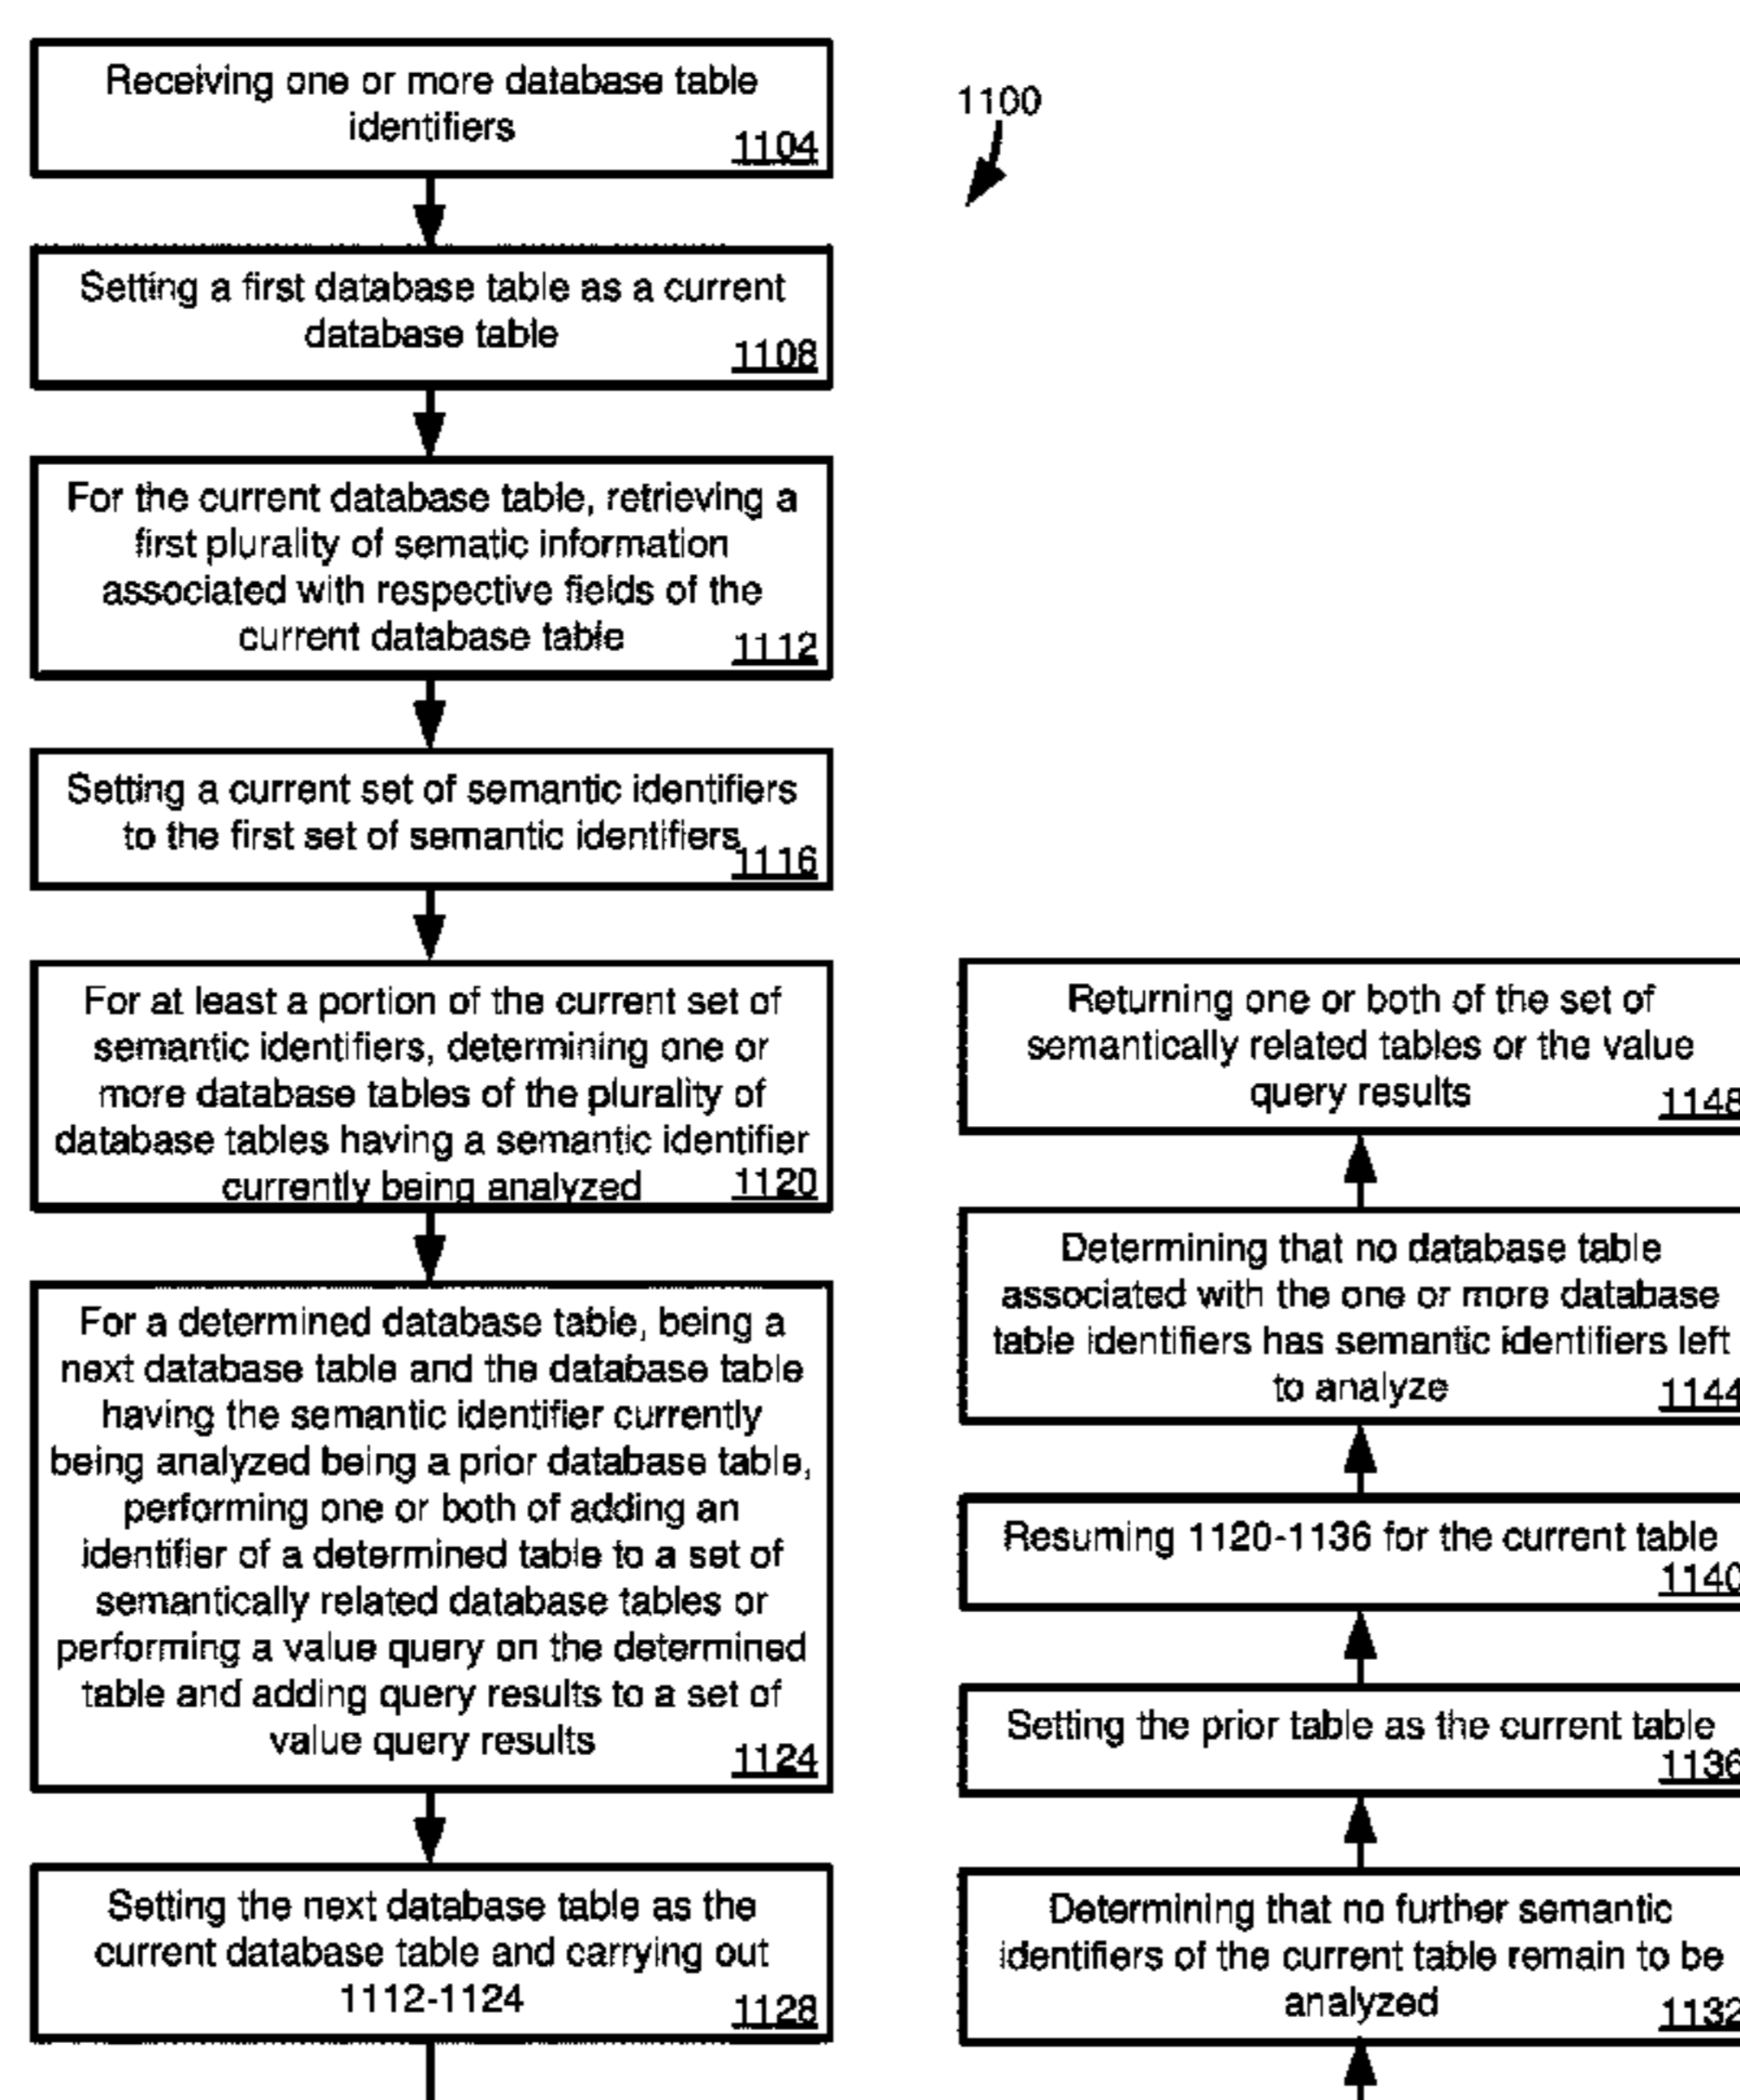 Receiving one or more database table
identifiers
1104
1100
Setting a first database table as a current
database table
1108
For the current database table, retrieving a
first plurality of sematic information
associated with respective fields of the
current database table
1112
Setting a current set of semantic identifiers
to the first set of semantic identifiers
1116
For at least a portion of the current set of
semantic identifiers, determining one or
more database tables of the plurality of
database tables having a semantic identifier
currently being analyzed
1120
For a determined database table, being a
next database table and the database table
having the semantic identifier currently
being analyzed being a prior database table,
performing one or both of adding an
identifier of a determined table to a set of
semantically related database tables or
performing a value query on the determined
table and adding query results to a set of
value query results
1124
Setting the next database table as the
current database table and carrying out
1112-1124
1128
Returning one or both of the set of
semantically related tables or the value
query results
1148
Determining that no database table
associated with the one or more database
table identifiers has semantic identifiers left
to analyze
1144
Resuming 1120-1136 for the current table
1140
Setting the prior table as the current table
1136
Determining that no further semantic
identifiers of the current table remain to be
analyzed
1132